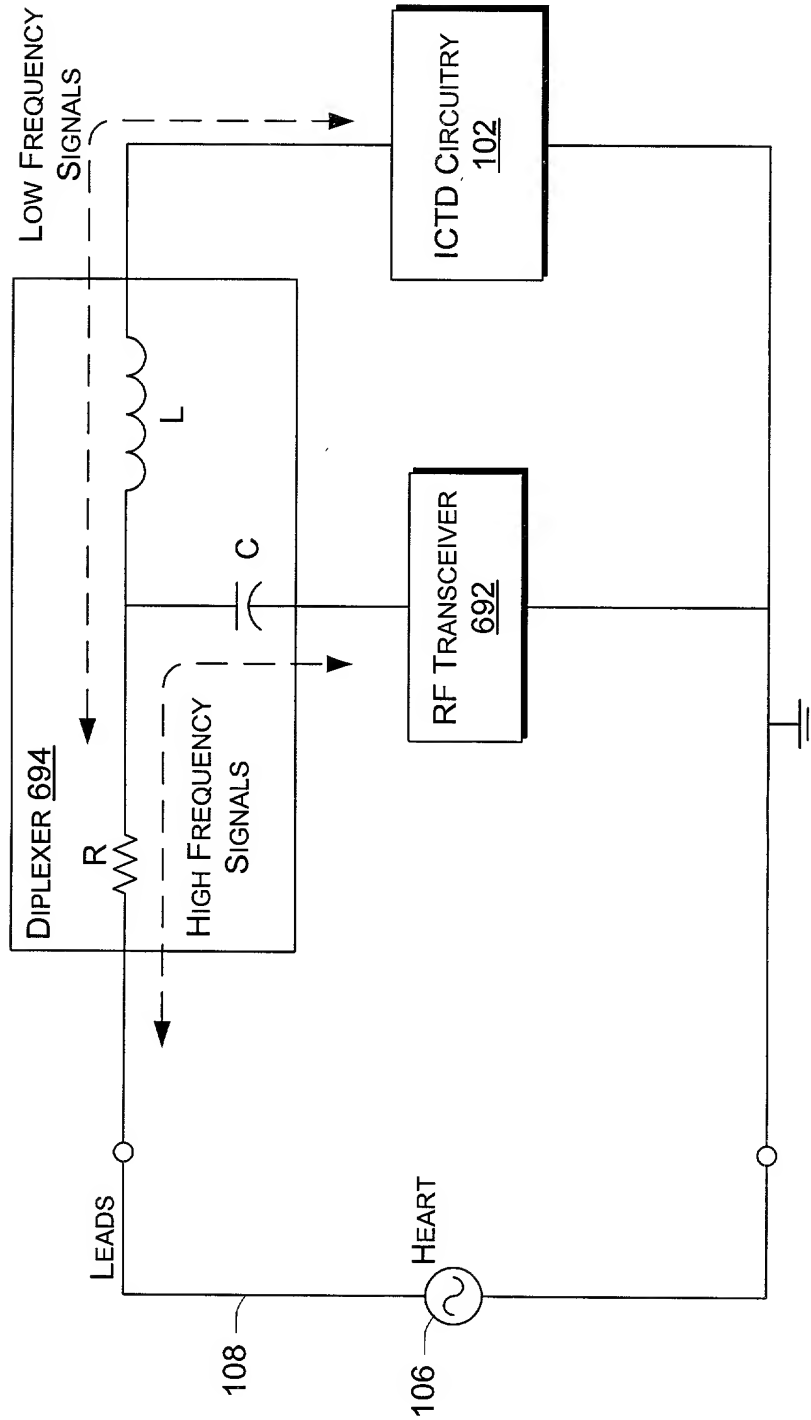 LOW FREQUENCY
SIGNALS
DIPLEXER 694
R
L
C
HIGH FREQUENCY
SIGNALS
LEADS
108
HEART
106
RF TRANSCEIVER
692
ICTD CIRCUITRY
102